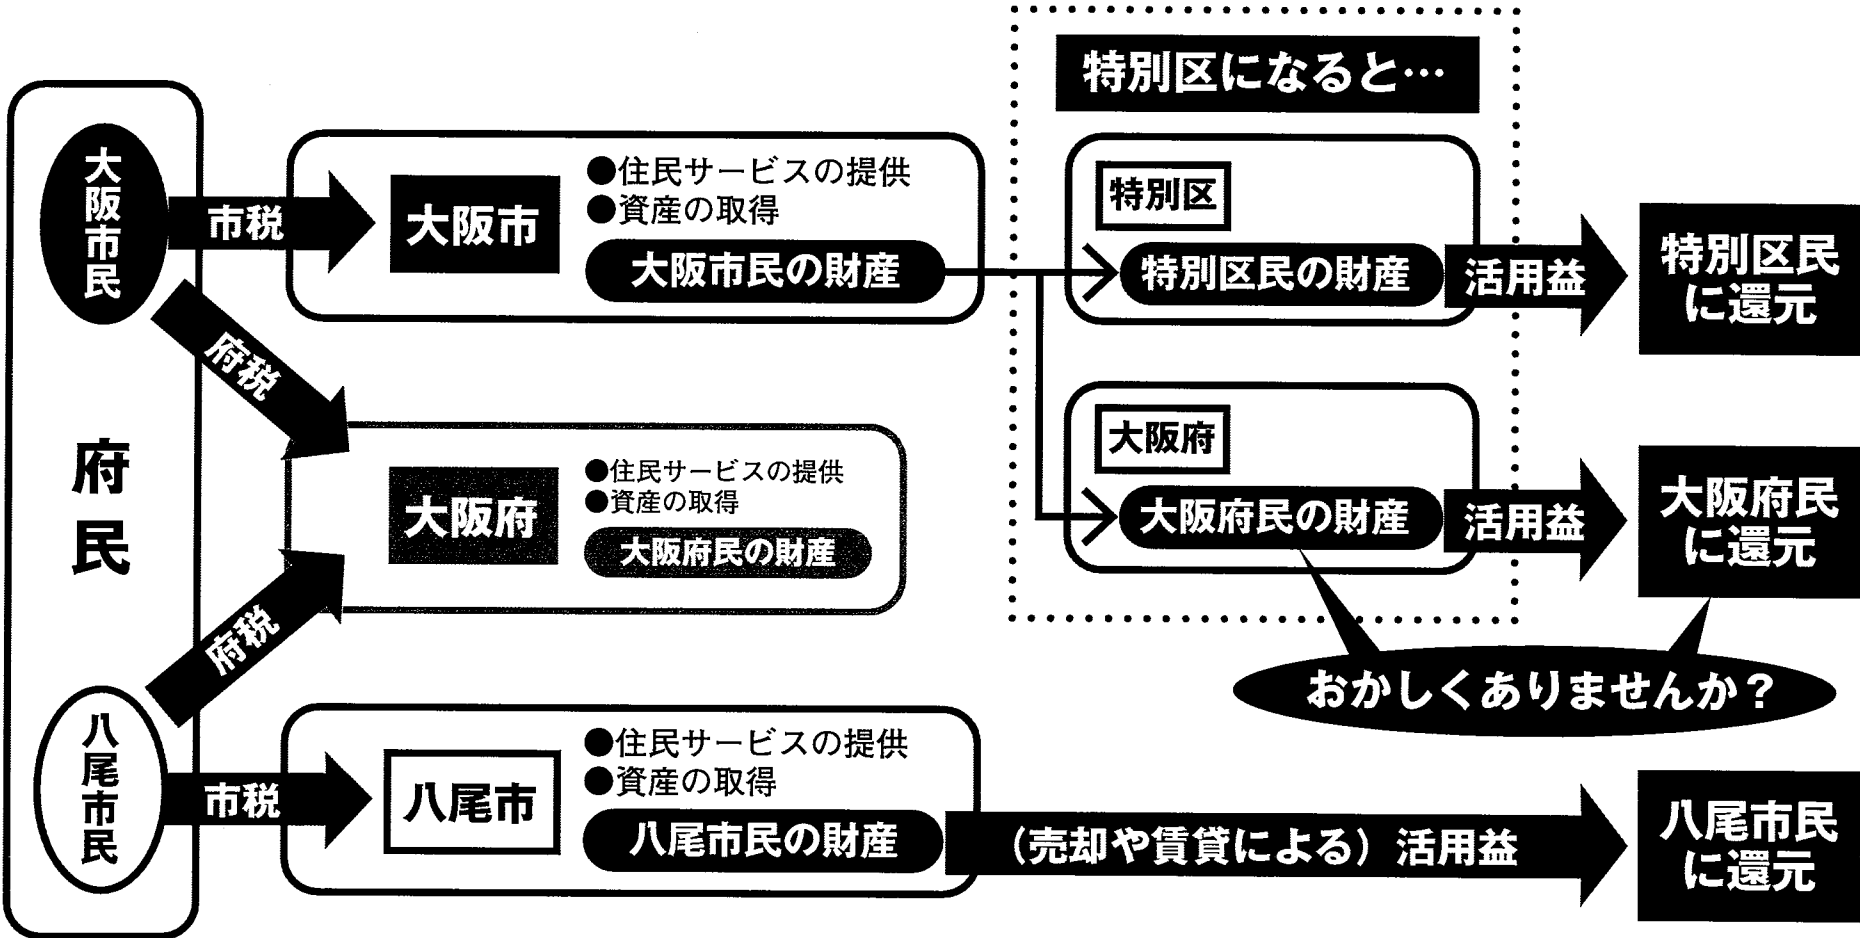 特別区になると…
大阪市民
市税
大阪市
●住民サービスの提供
●資産の取得
大阪市民の財産
特別区
特別区民の財産
活用益
特別区民
に還元
府税
府民
大阪府
●住民サービスの提供
●資産の取得
大阪府民の財産
大阪府
大阪府民の財産
活用益
大阪府民
に還元
おかしくありませんか？
府税
八尾市民
市税
八尾市
●住民サービスの提供
●資産の取得
八尾市民の財産
（売却や賃貸による）活用益
八尾市民
に還元